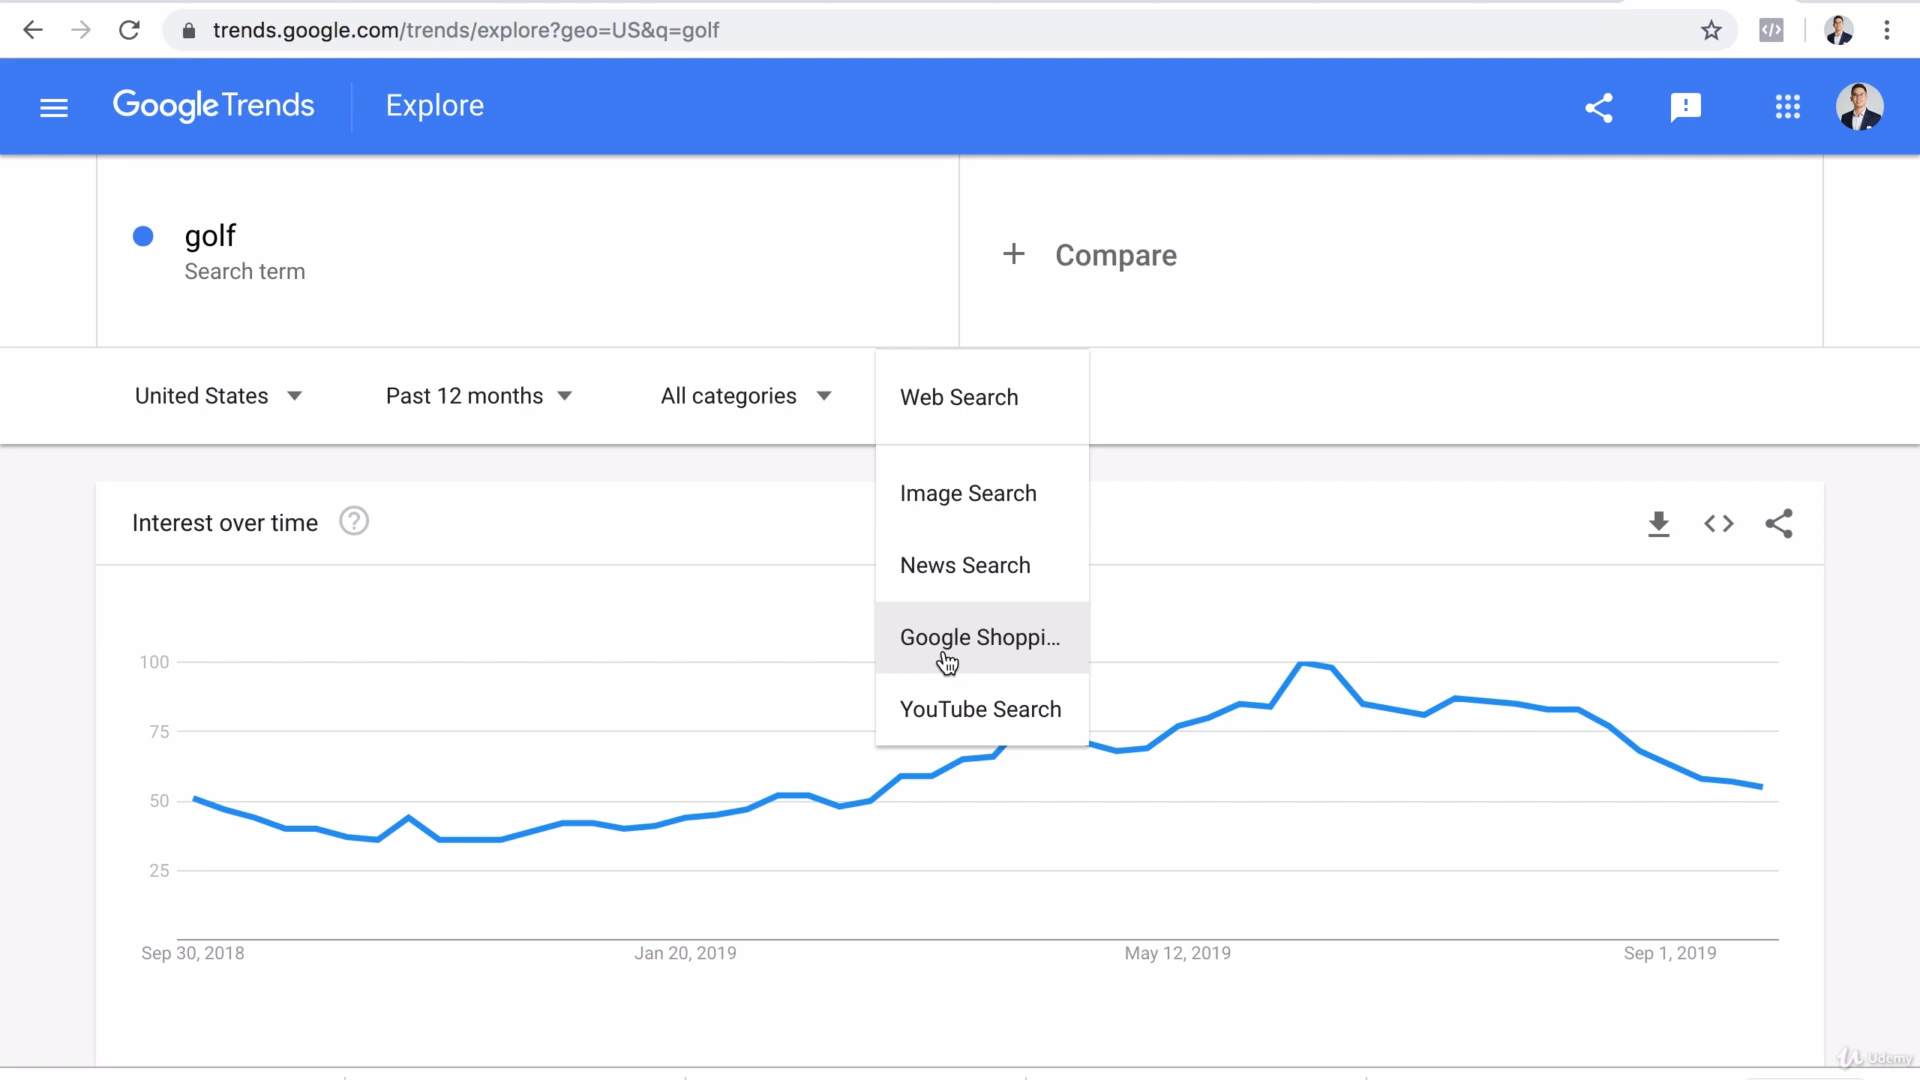 trends.google.com/trends/explore?geo=US&q=golf
Google Trends
Explore
golf
Search term
+ Compare
United States
Past 12 months
All categories
Web Search
Image Search
News Search
Google Shoppi...
YouTube Search
Interest over time
100
75
50
25
Sep 30, 2018
Jan 20, 2019
May 12, 2019
Sep 1, 2019
Udemy